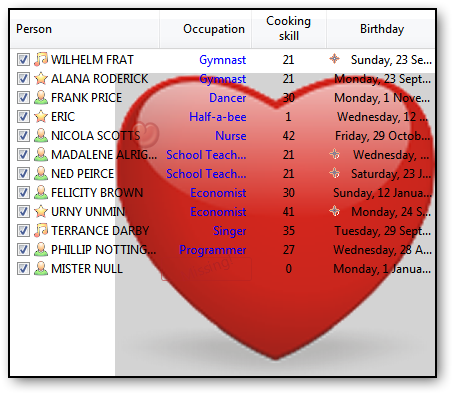 Person Occupation Cooking skill Birthday
WILHELM FRAT Gymnast 21 Sunday, 23 Se...
ALANA RODERICK Gymnast 21 Monday, 23 Sept...
FRANK PRICE Dancer 30 Monday, 1 Nove...
ERIC Half-a-bee 1 Wednesday, 12 ...
NICOLA SCOTTS Nurse 42 Friday, 29 Octob...
MADALENE ALRIG... School Teach... 21 Wednesday, ...
NED PEIRCE School Teach... 21 Saturday, 23 J...
FELICITY BROWN Economist 30 Sunday, 12 Janua...
URNY UNMIN Economist 41 Monday, 24 S...
TERRANCE DARBY Singer 35 Tuesday, 29 Sept...
PHILLIP NOTTING... Programmer 27 Wednesday, 28 A...
MISTER NULL 0 Monday, 1 Janua...